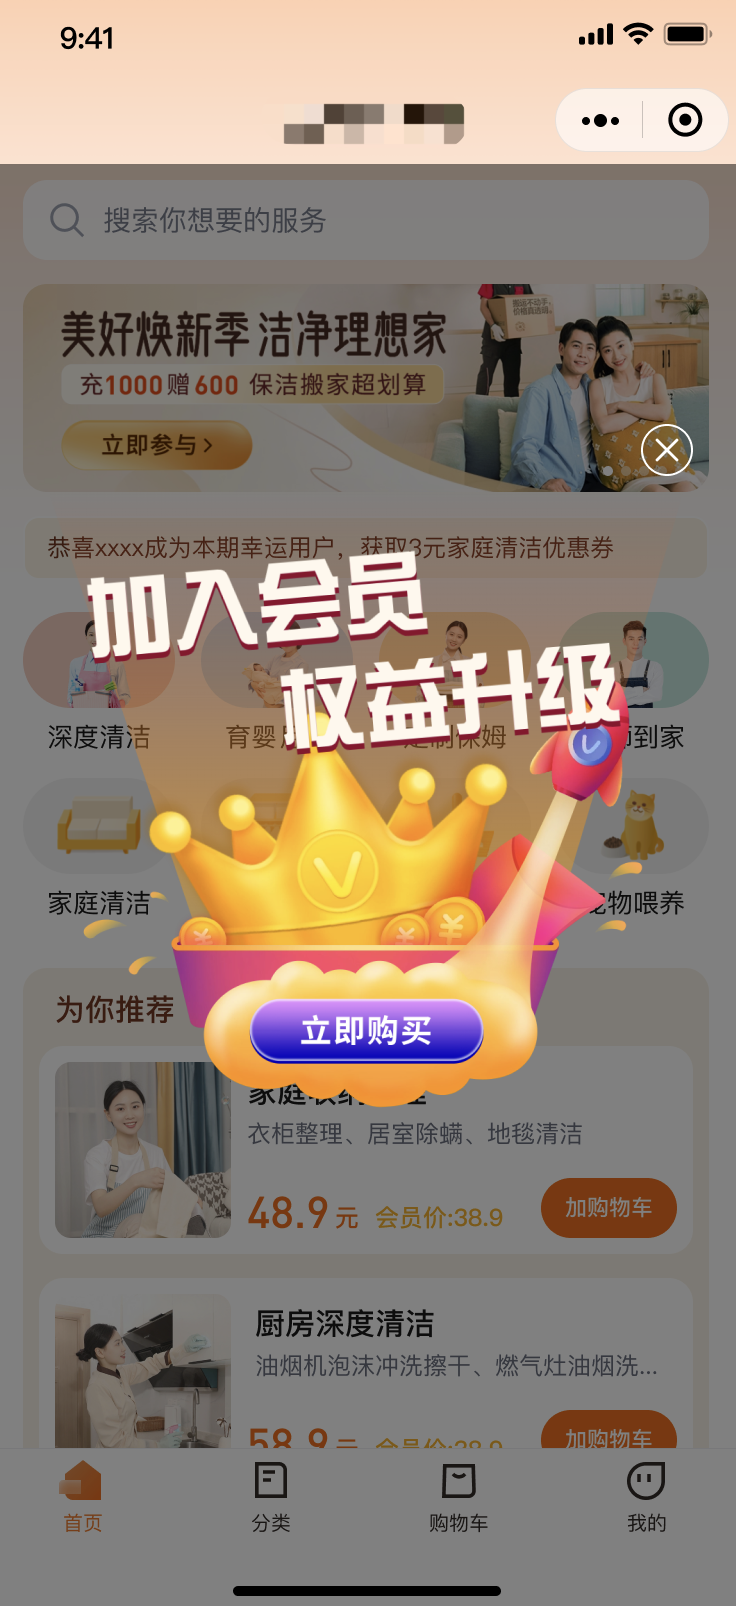 9:41
搜索你想要的服务
美好焕新季 洁净理想家
充1000赠600 保洁搬家超划算
立即参与
恭喜xxxx成为本期幸运用户，获取3元家庭清洁优惠券
加入会员
权益升级
深度清洁
育婴
定制保姆
到家
家庭清洁
宠物喂养
为你推荐
立即购买
衣柜整理、居室除螨、地毯清洁
48.9元 会员价:38.9
加购物车
厨房深度清洁
油烟机泡沫冲洗擦干、燃气灶油烟洗...
58.9元 会员价:38.9
加购物车
首页
分类
购物车
我的